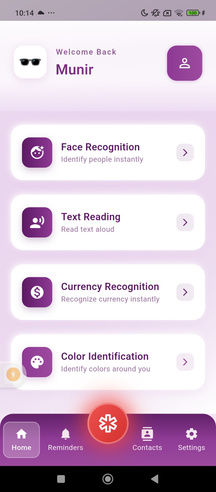 10:14
Welcome Back
Munir
Face Recognition
Identify people instantly
Text Reading
Read text aloud
Currency Recognition
Recognize currency instantly
Color Identification
Identify colors around you
Home
Reminders
Contacts
Settings